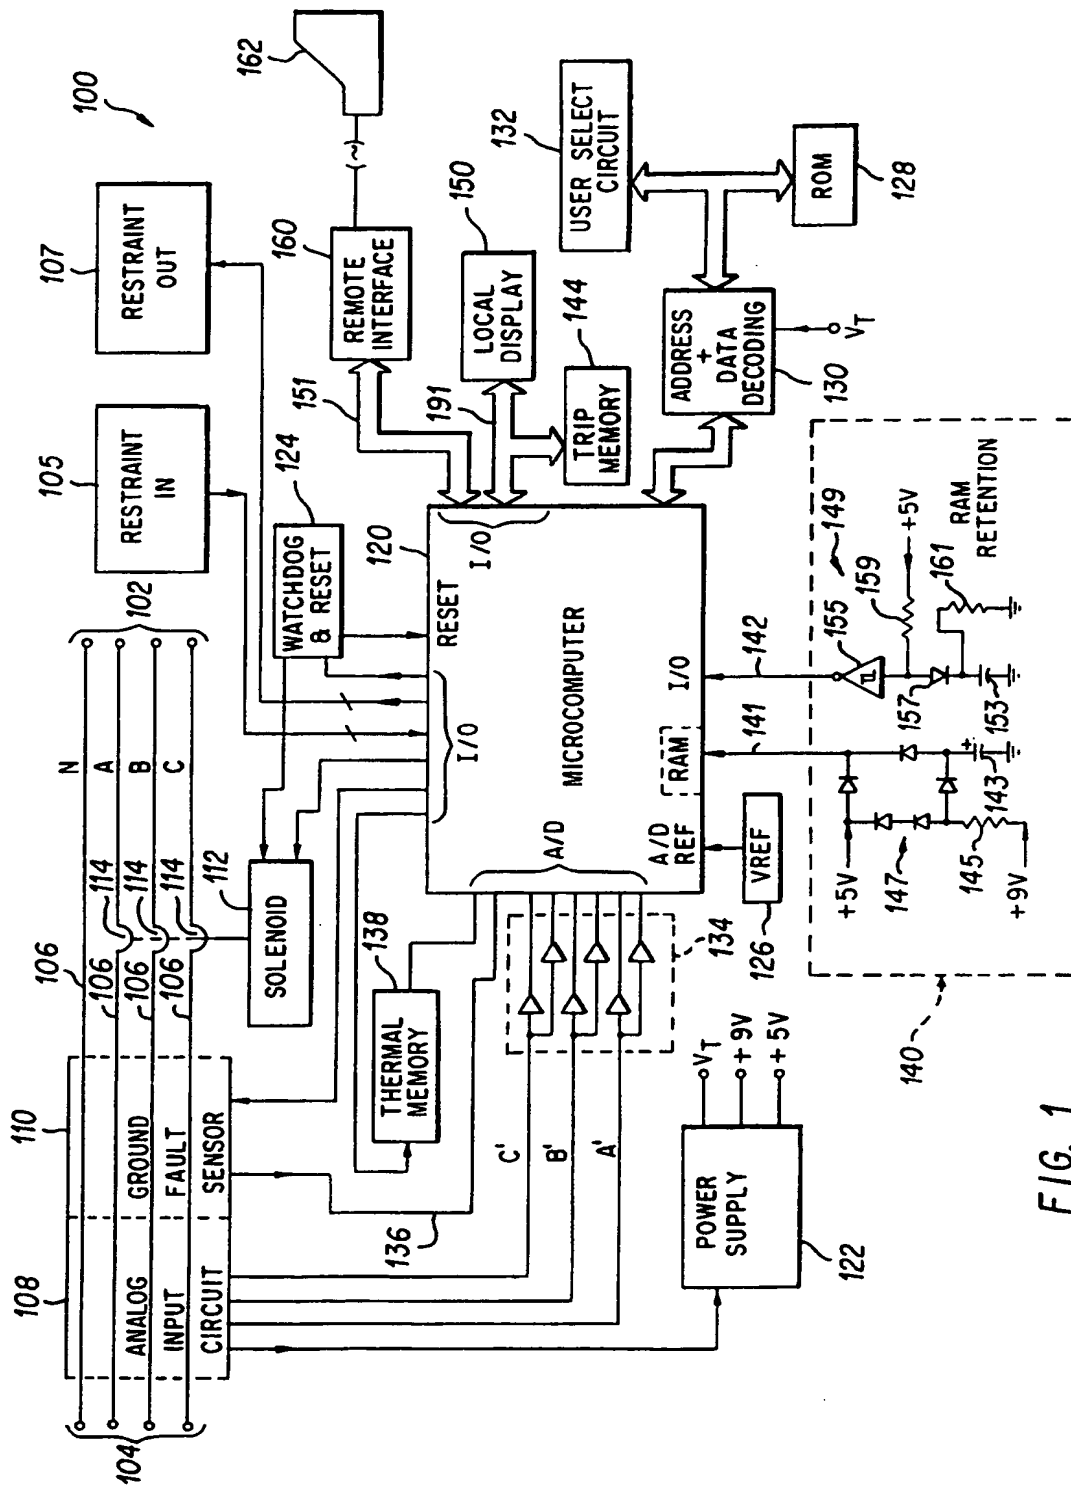 100
107
RESTRAINT
OUT
105
RESTRAINT
IN
102
N
A
B
C
106
106
106
106
114
114
114
112
SOLENOID
110
GROUND
FAULT
SENSOR
108
ANALOG
INPUT
CIRCUIT
104
162
160
REMOTE
INTERFACE
151
124
WATCHDOG
& RESET
120
RESET
I/O
I/O
MICROCOMPUTER
A/D
A/D
REF
RAM
I/O
150
LOCAL
DISPLAY
191
144
TRIP
MEMORY
132
USER SELECT
CIRCUIT
ROM
128
ADDRESS
+
DATA
DECODING
130
VT
138
THERMAL
MEMORY
136
C'
B'
A'
134
VREF
126
141
142
POWER
SUPPLY
122
VT
+9V
+5V
140
149
155
159
+5V
161
157
153
RAM
RETENTION
+
143
145
147
+5V
+9V
FIG. 1